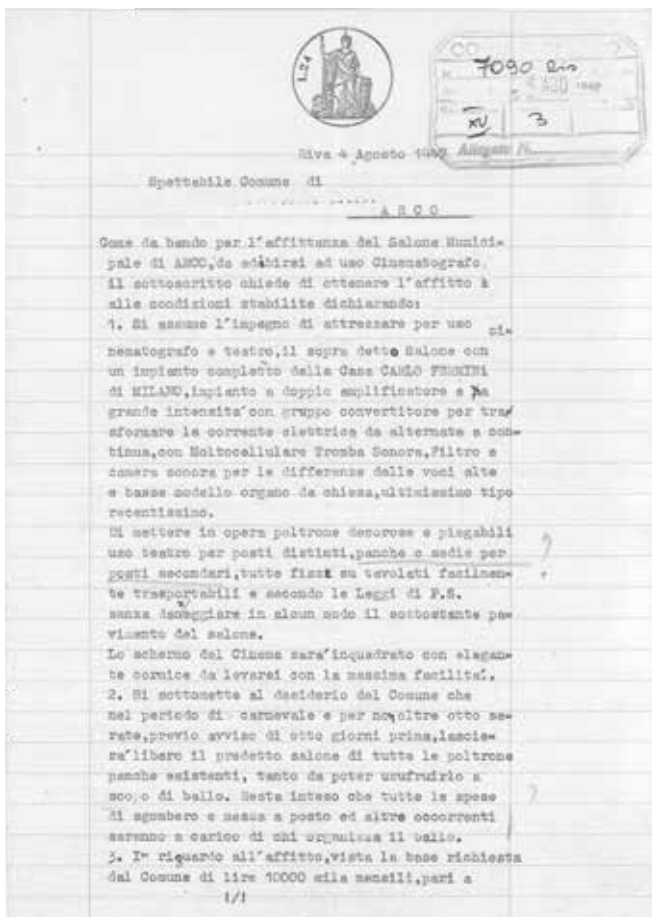 L.24
7090 Ris
4 AGO
XV 3
Allegato N.
Riva 4 Agosto
Spettabile Comune di
ARCO
Come da bando per l'affittanza del Salone Munici=
pale di ARCO,da adibirsi ad uso Cinematografo
il sottoscritto chiede di ottenere l'affitto
alle condizioni stabilite dichiarando:
1. Si assume l'impegno di attrezzare per uso ci=
nematografo e teatro,il sopra detto Salone con
un impianto completto della Casa CARLO
di MILANO,impianto a doppio amplificatore a
grande intensita'con gruppo convertitore per tra
sformare la corrente elettrica da alternata a con=
tinua,con Moltocellulare Tromba Sonora,Filtro e
camera sonora per le differenze delle voci alte
e basse modello organo da chiesa,ultimissimo tipo
recentissimo.
Di mettere in opera poltrone decorose e piegabili
uso teatro per posti distinti,panche o sedie per ?
posti secondari,tutte su tavolati facilmen=
te trasportabili e secondo le Leggi di P.S.
senza danneggiare in alcun modo il sottostante pa=
vimento del salone.
Lo schermo del Cinema sara'inquadrato con elegan=
te cornice da levarsi con la massima facilita'.
2. Si sottomette al desiderio del Comune che
nel periodo di carnevale e per non oltre otto se=
rate,previo avviso di otto giorni prima,lascie=
ra'libero il predetto salone di tutte le poltrone
panche esistenti, tanto da poter usufruirlo a
scopo di ballo. Resta inteso che tutte le spese ?
di sgombero e messa a posto ed altre occorrenti
saranno a carico di chi organizza il ballo.
3. In riguardo all'affitto,vista la base richiesta
dal Comune di lire 10000 mila mensili,pari a
1/1